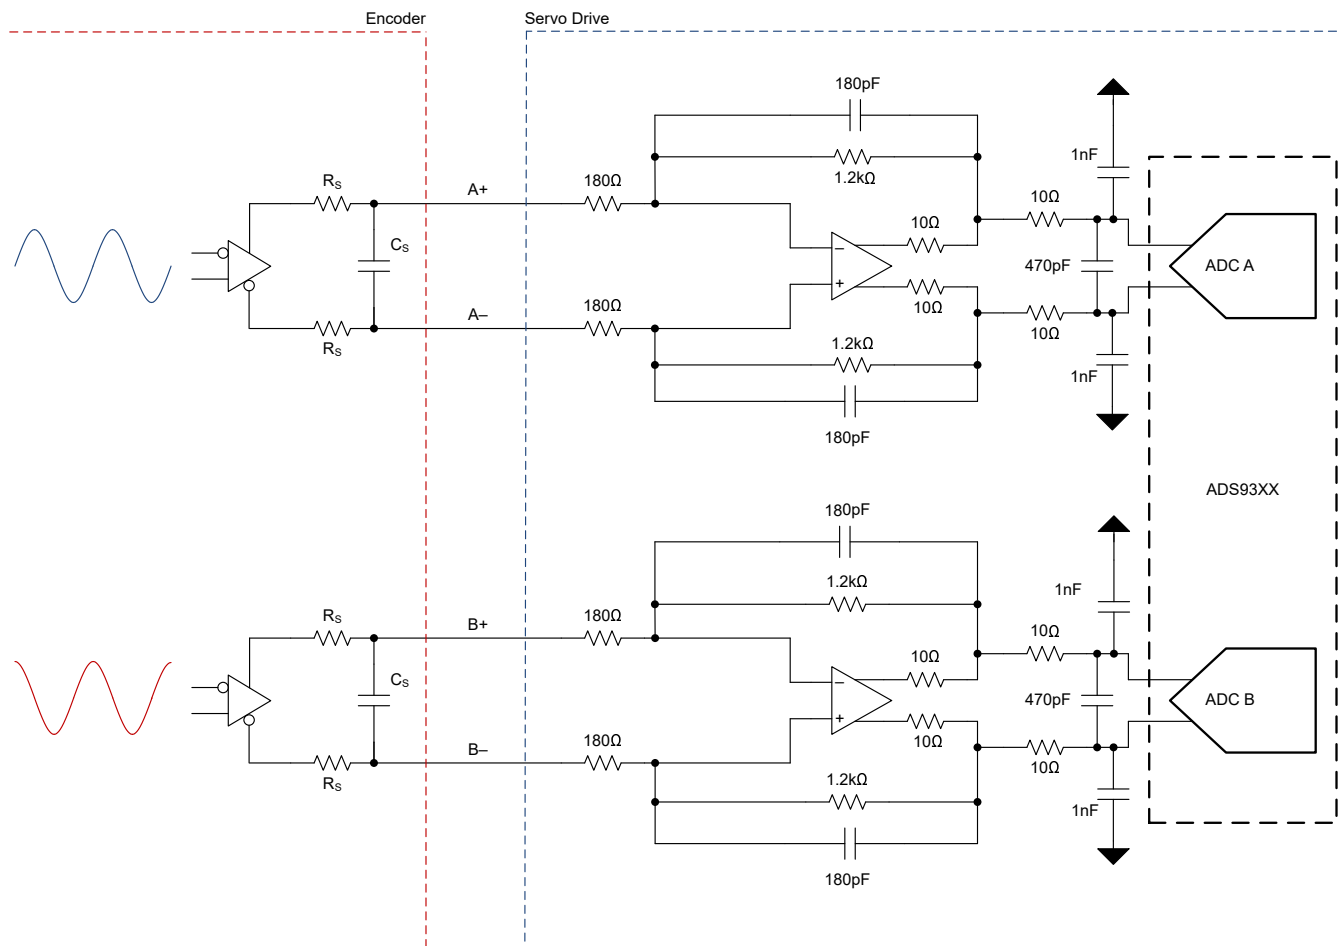 Encoder
Servo Drive
180pF
1.2kΩ
1nF
RS
A+
180Ω
10Ω
10Ω
CS
−
+
470pF
ADC A
RS
A–
180Ω
10Ω
10Ω
1.2kΩ
1nF
180pF
ADS93XX
180pF
1.2kΩ
1nF
RS
B+
180Ω
10Ω
10Ω
CS
−
+
470pF
ADC B
RS
B–
180Ω
10Ω
10Ω
1.2kΩ
1nF
180pF